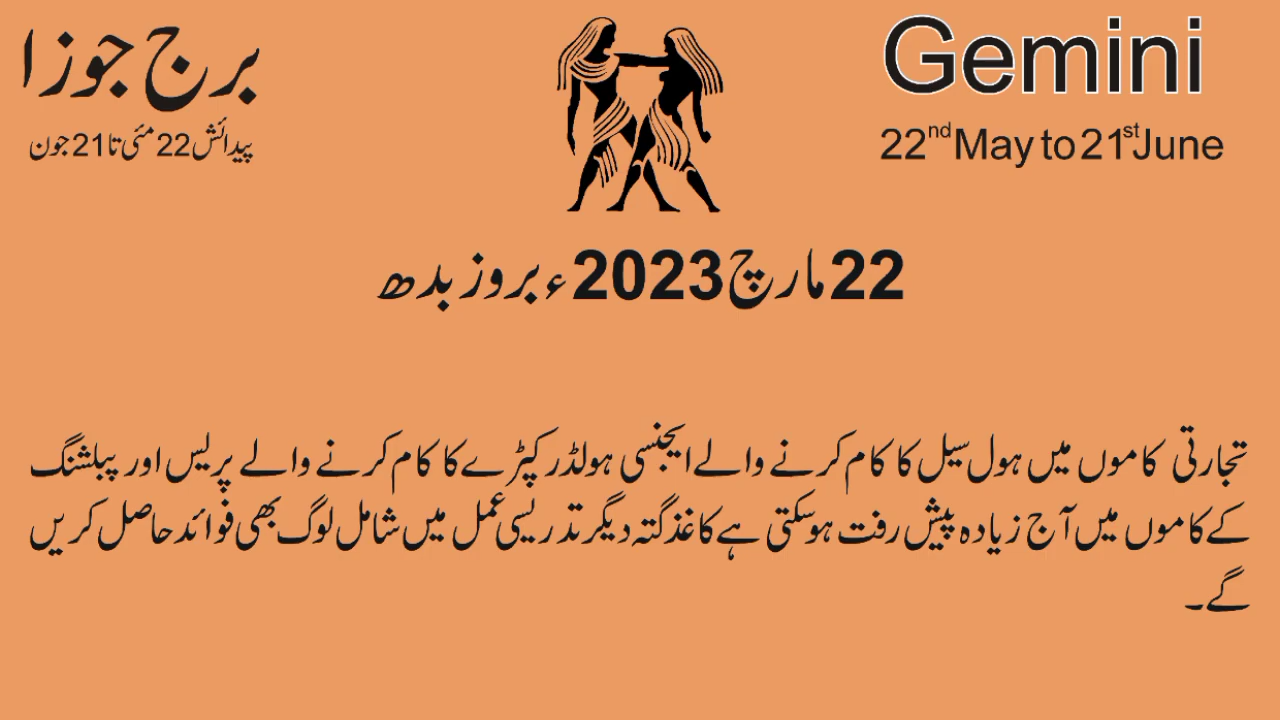 برج جوزا
پیدائش 22 مئی تا 21 جون
Gemini
22nd May to 21st June
22 مارچ 2023ء بروز بدھ
تجارتی کاموں میں ہول سیل کا کام کرنے والے ایجنسی ہولڈر کپڑے کا کام کرنے والے پریس اور پبلشنگ
کے کاموں میں آج زیادہ پیش رفت ہوسکتی ہے کاغذ گتہ دیگر تدریسی عمل میں شامل لوگ بھی فوائد حاصل کریں
گے۔